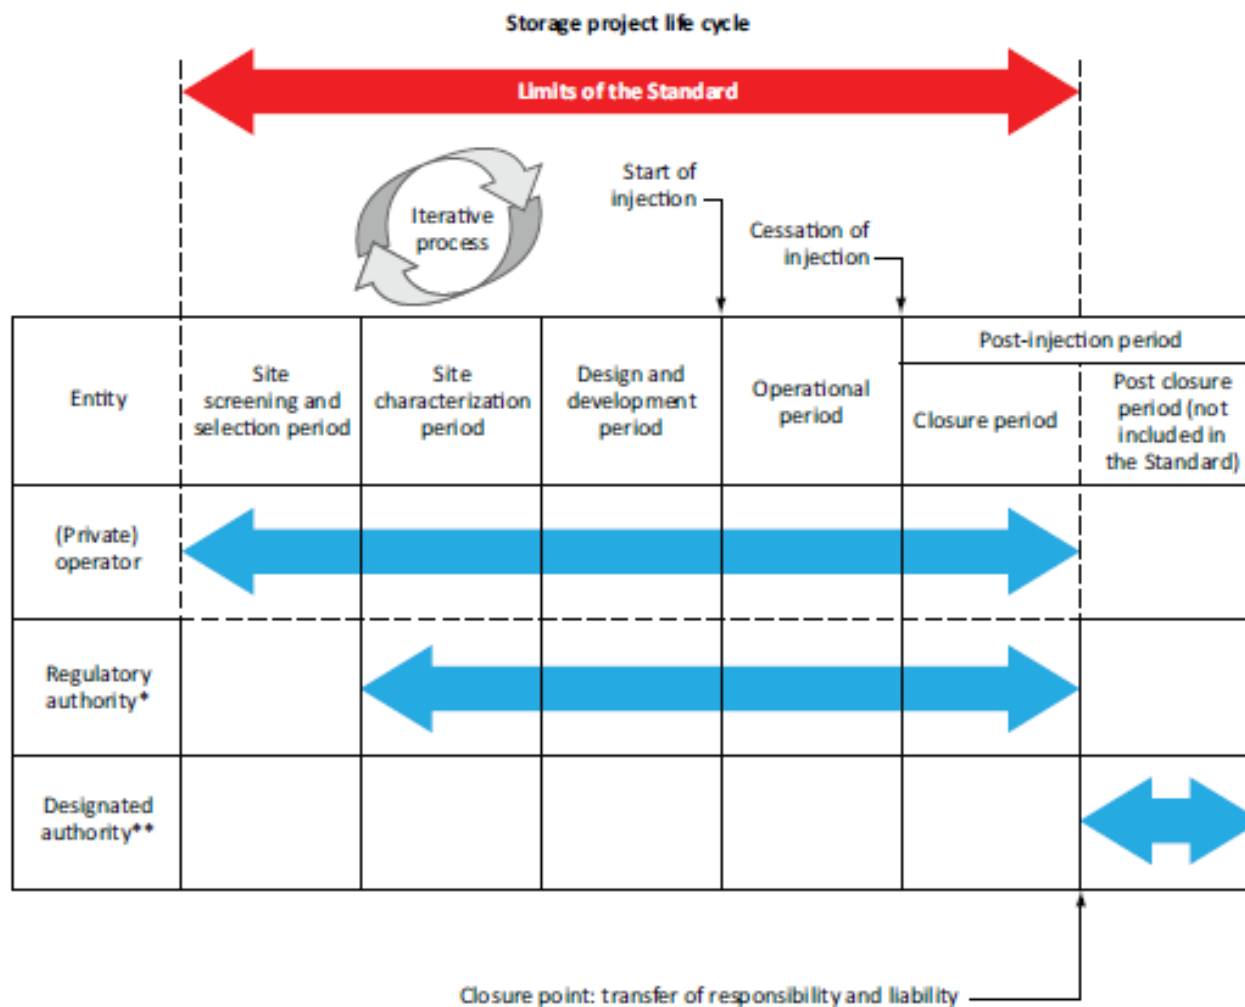 Storage project life cycle
Limits of the Standard
Iterative
process
Start of
injection
Cessation of
injection
Entity
Site
screening and
selection period
Site
characterization
period
Design and
development
period
Operational
period
Post-injection period
Closure period
Post closure
period (not
included in
the Standard)
(Private)
operator
Regulatory
authority*
Designated
authority**
Closure point: transfer of responsibility and liability